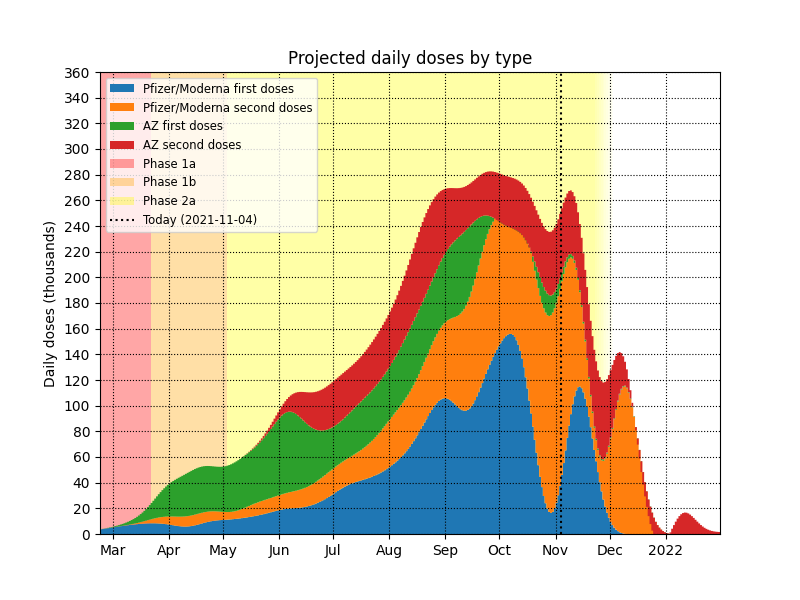 Projected daily doses by type
Daily doses (thousands)
360
340
320
300
280
260
240
220
200
180
160
140
120
100
80
60
40
20
0
Pfizer/Moderna first doses
Pfizer/Moderna second doses
AZ first doses
AZ second doses
Phase 1a
Phase 1b
Phase 2a
Today (2021-11-04)
Mar Apr May Jun Jul Aug Sep Oct Nov Dec 2022